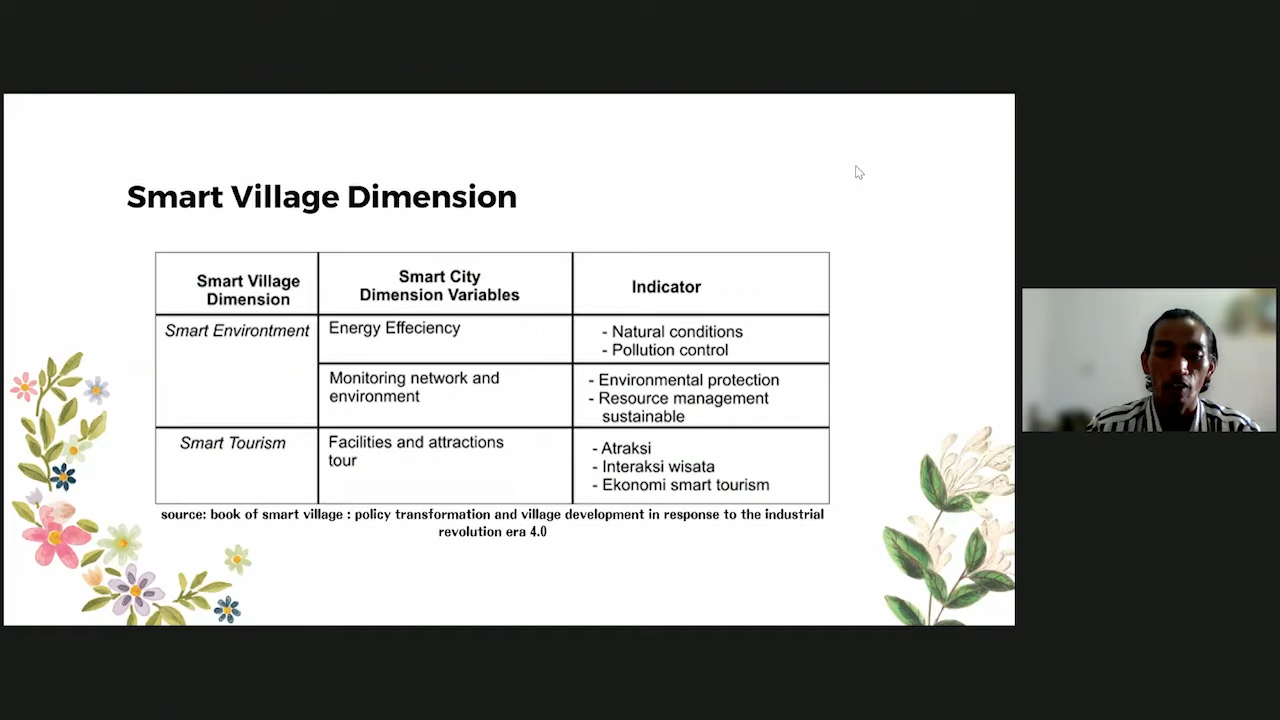 Smart Village Dimension
Smart Village
Dimension
Smart City
Dimension Variables
Indicator
Smart Environtment
Energy Effeciency
- Natural conditions
- Pollution control
Monitoring network and
environment
- Environmental protection
- Resource management
sustainable
Smart Tourism
Facilities and attractions
tour
- Atraksi
- Interaksi wisata
- Ekonomi smart tourism
source: book of smart village : policy transformation and village development in response to the industrial
revolution era 4.0